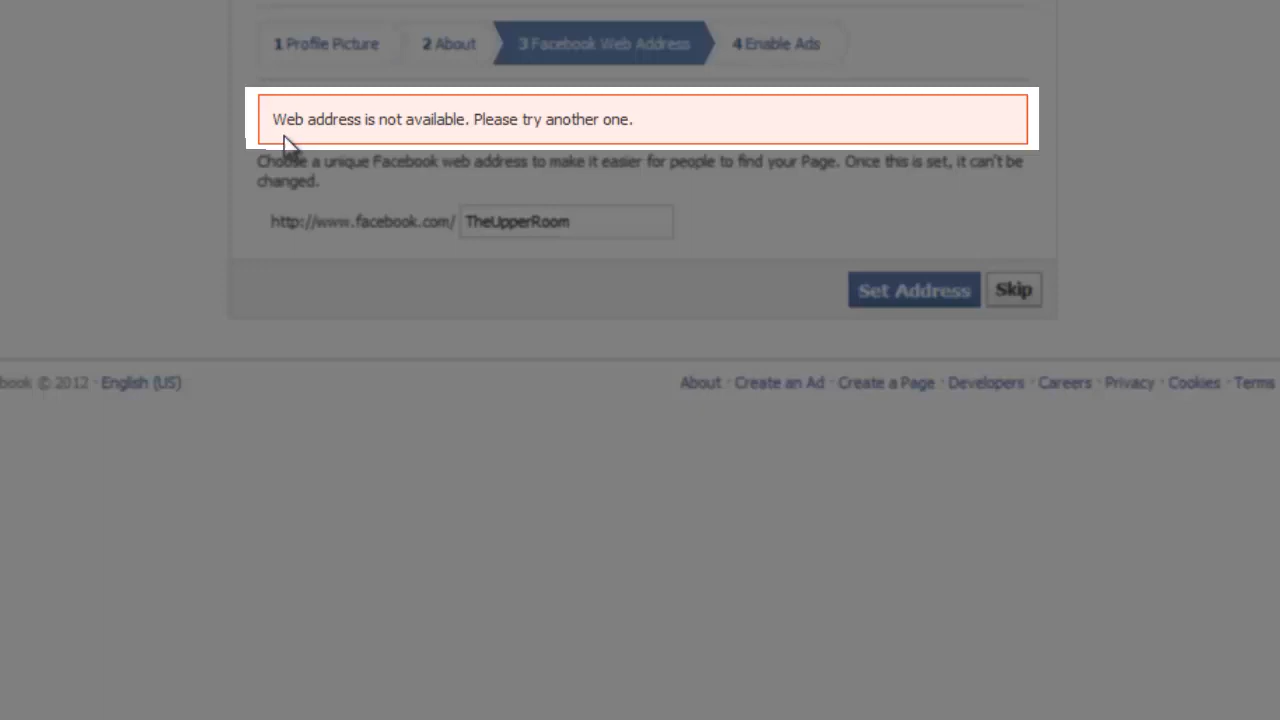 1 Profile Picture 2 About 3 Facebook Web Address 4 Enable Ads
Web address is not available. Please try another one.
Choose a unique Facebook web address to make it easier for people to find your Page. Once this is set, it can't be
changed.
http://www.facebook.com/ TheUpperRoom
Set Address Skip
book © 2012 · English (US) About · Create an Ad · Create a Page · Developers · Careers · Privacy · Cookies · Terms